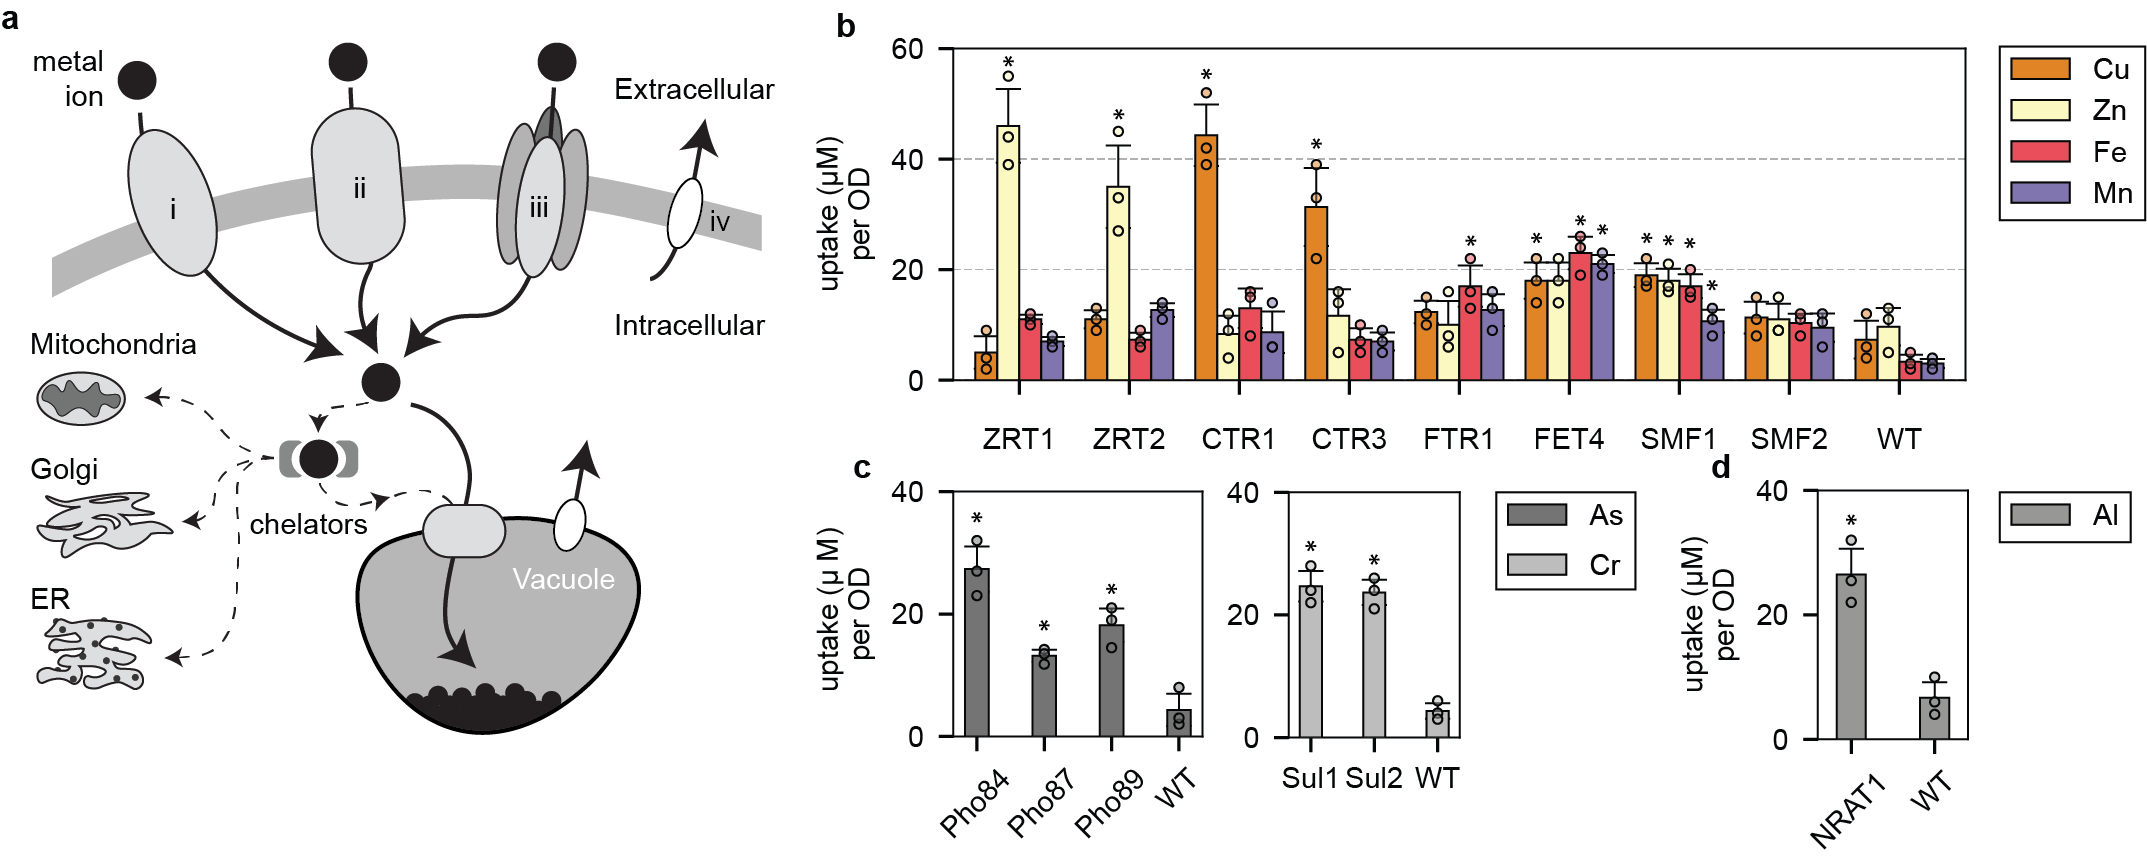 a
metal
ion
i
ii
iii
iv
Extracellular
Intracellular
Mitochondria
Golgi
chelators
ER
Vacuole
b
60
40
20
0
uptake (µM)
per OD
* * * * * * * * * * * *
ZRT1 ZRT2 CTR1 CTR3 FTR1 FET4 SMF1 SMF2 WT
Cu
Zn
Fe
Mn
c
40
20
0
uptake (µ M)
per OD
* * *
Pho84 Pho87 Pho89 WT
40
20
0
* *
Sul1 Sul2 WT
As
Cr
d
40
20
0
uptake (µM)
per OD
*
NRAT1 WT
Al